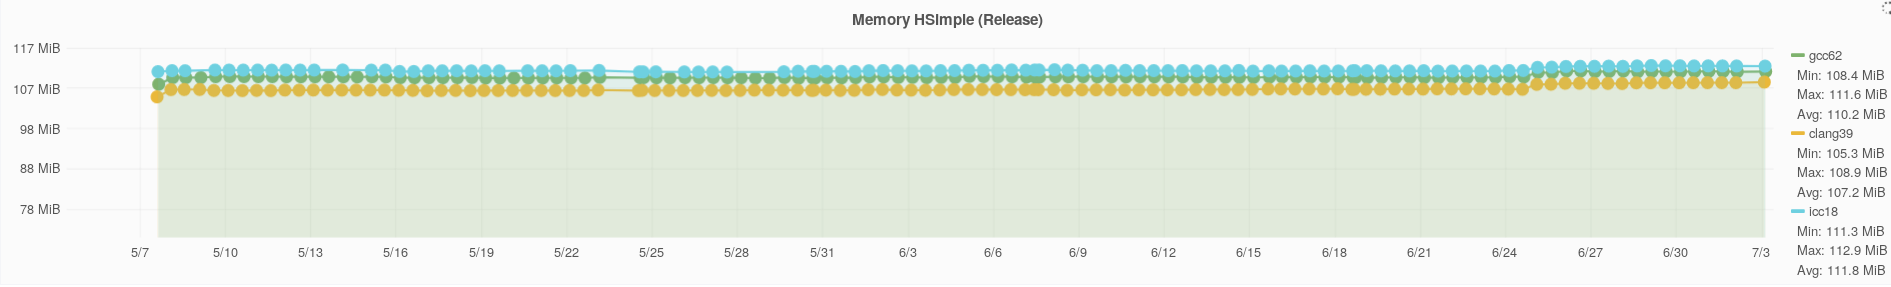 Memory HSImple (Release)
117 MiB
107 MiB
98 MiB
88 MiB
78 MiB
5/7 5/10 5/13 5/16 5/19 5/22 5/25 5/28 5/31 6/3 6/6 6/9 6/12 6/15 6/18 6/21 6/24 6/27 6/30 7/3
gcc62
Min: 108.4 MiB
Max: 111.6 MiB
Avg: 110.2 MiB
clang39
Min: 105.3 MiB
Max: 108.9 MiB
Avg: 107.2 MiB
icc18
Min: 111.3 MiB
Max: 112.9 MiB
Avg: 111.8 MiB